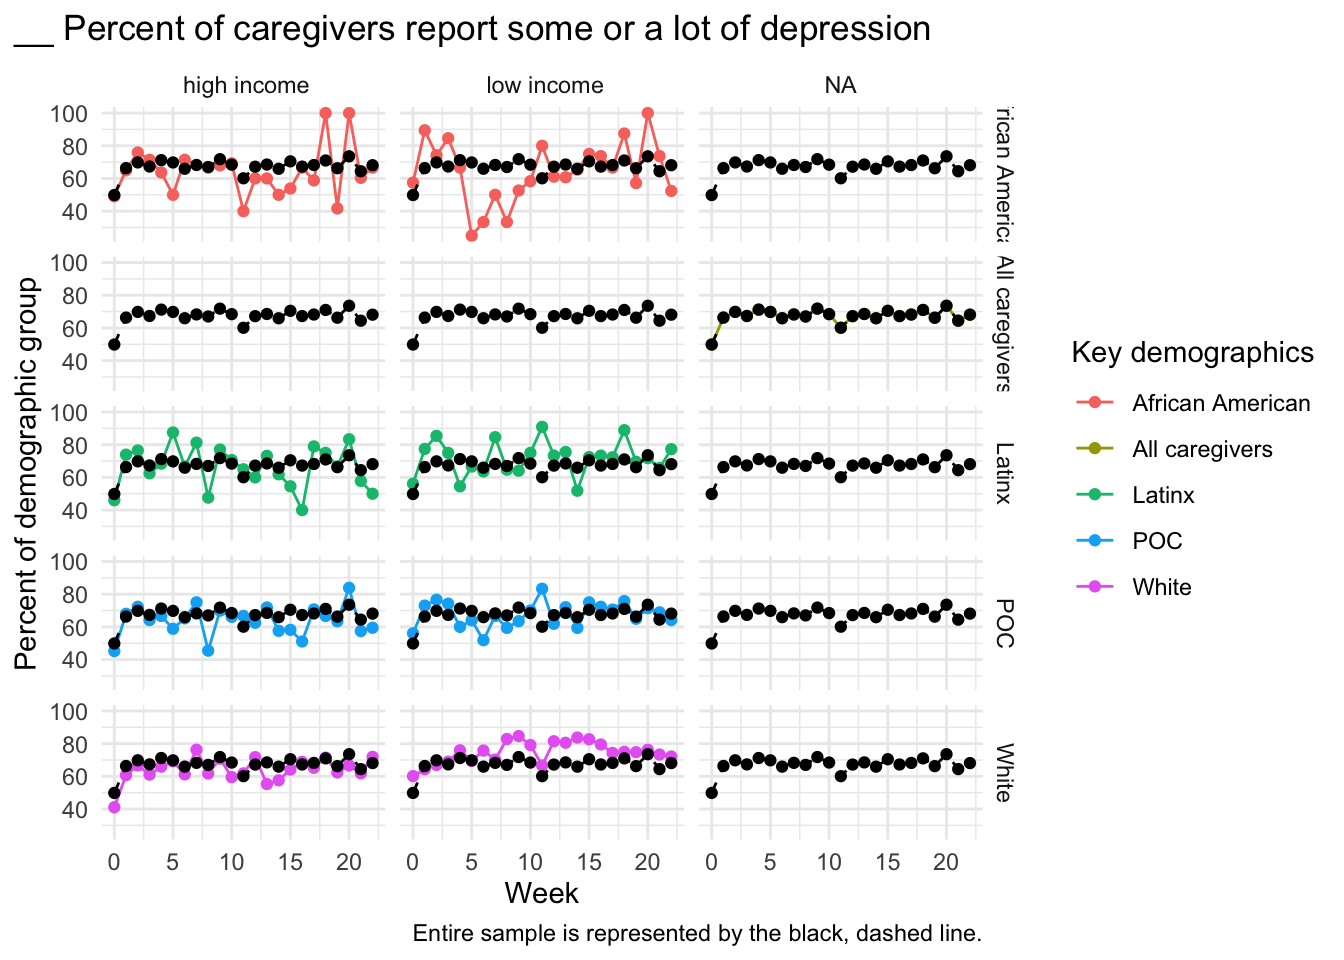 __ Percent of caregivers report some or a lot of depression
high income low income NA
100
80
60
40
rican Americ
100
80
60
40
All caregivers
100
80
60
40
Latinx
100
80
60
40
POC
100
80
60
40
White
0 5 10 15 20 0 5 10 15 20 0 5 10 15 20
Week
Percent of demographic group
Entire sample is represented by the black, dashed line.
Key demographics
African American
All caregivers
Latinx
POC
White